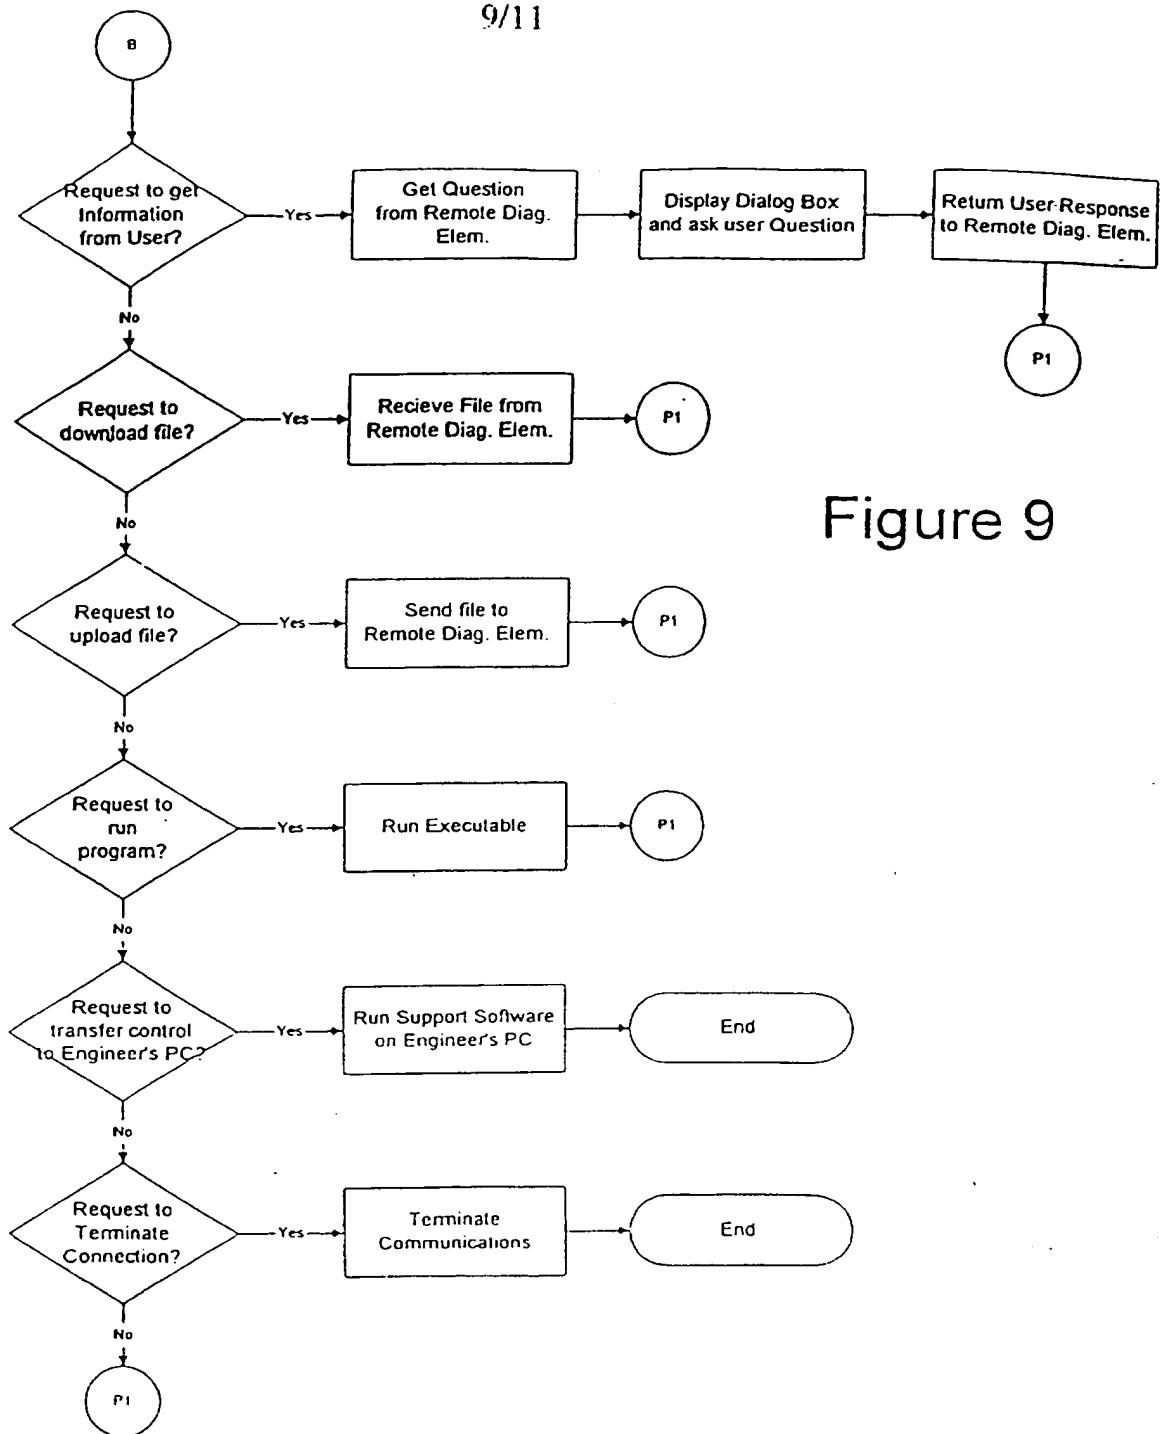 9/11
B
Request to get
Information
from User?
Yes
Get Question
from Remote Diag.
Elem.
Display Dialog Box
and ask user Question
Return User Response
to Remote Diag. Elem.
P1
No
Request to
download file?
Yes
Recieve File from
Remote Diag. Elem.
P1
No
Figure 9
Request to
upload file?
Yes
Send file to
Remote Diag. Elem.
P1
No
Request to
run
program?
Yes
Run Executable
P1
No
Request to
transfer control
to Engineer's PC?
Yes
Run Support Software
on Engineer's PC
End
No
Request to
Terminate
Connection?
Yes
Terminate
Communications
End
No
P1